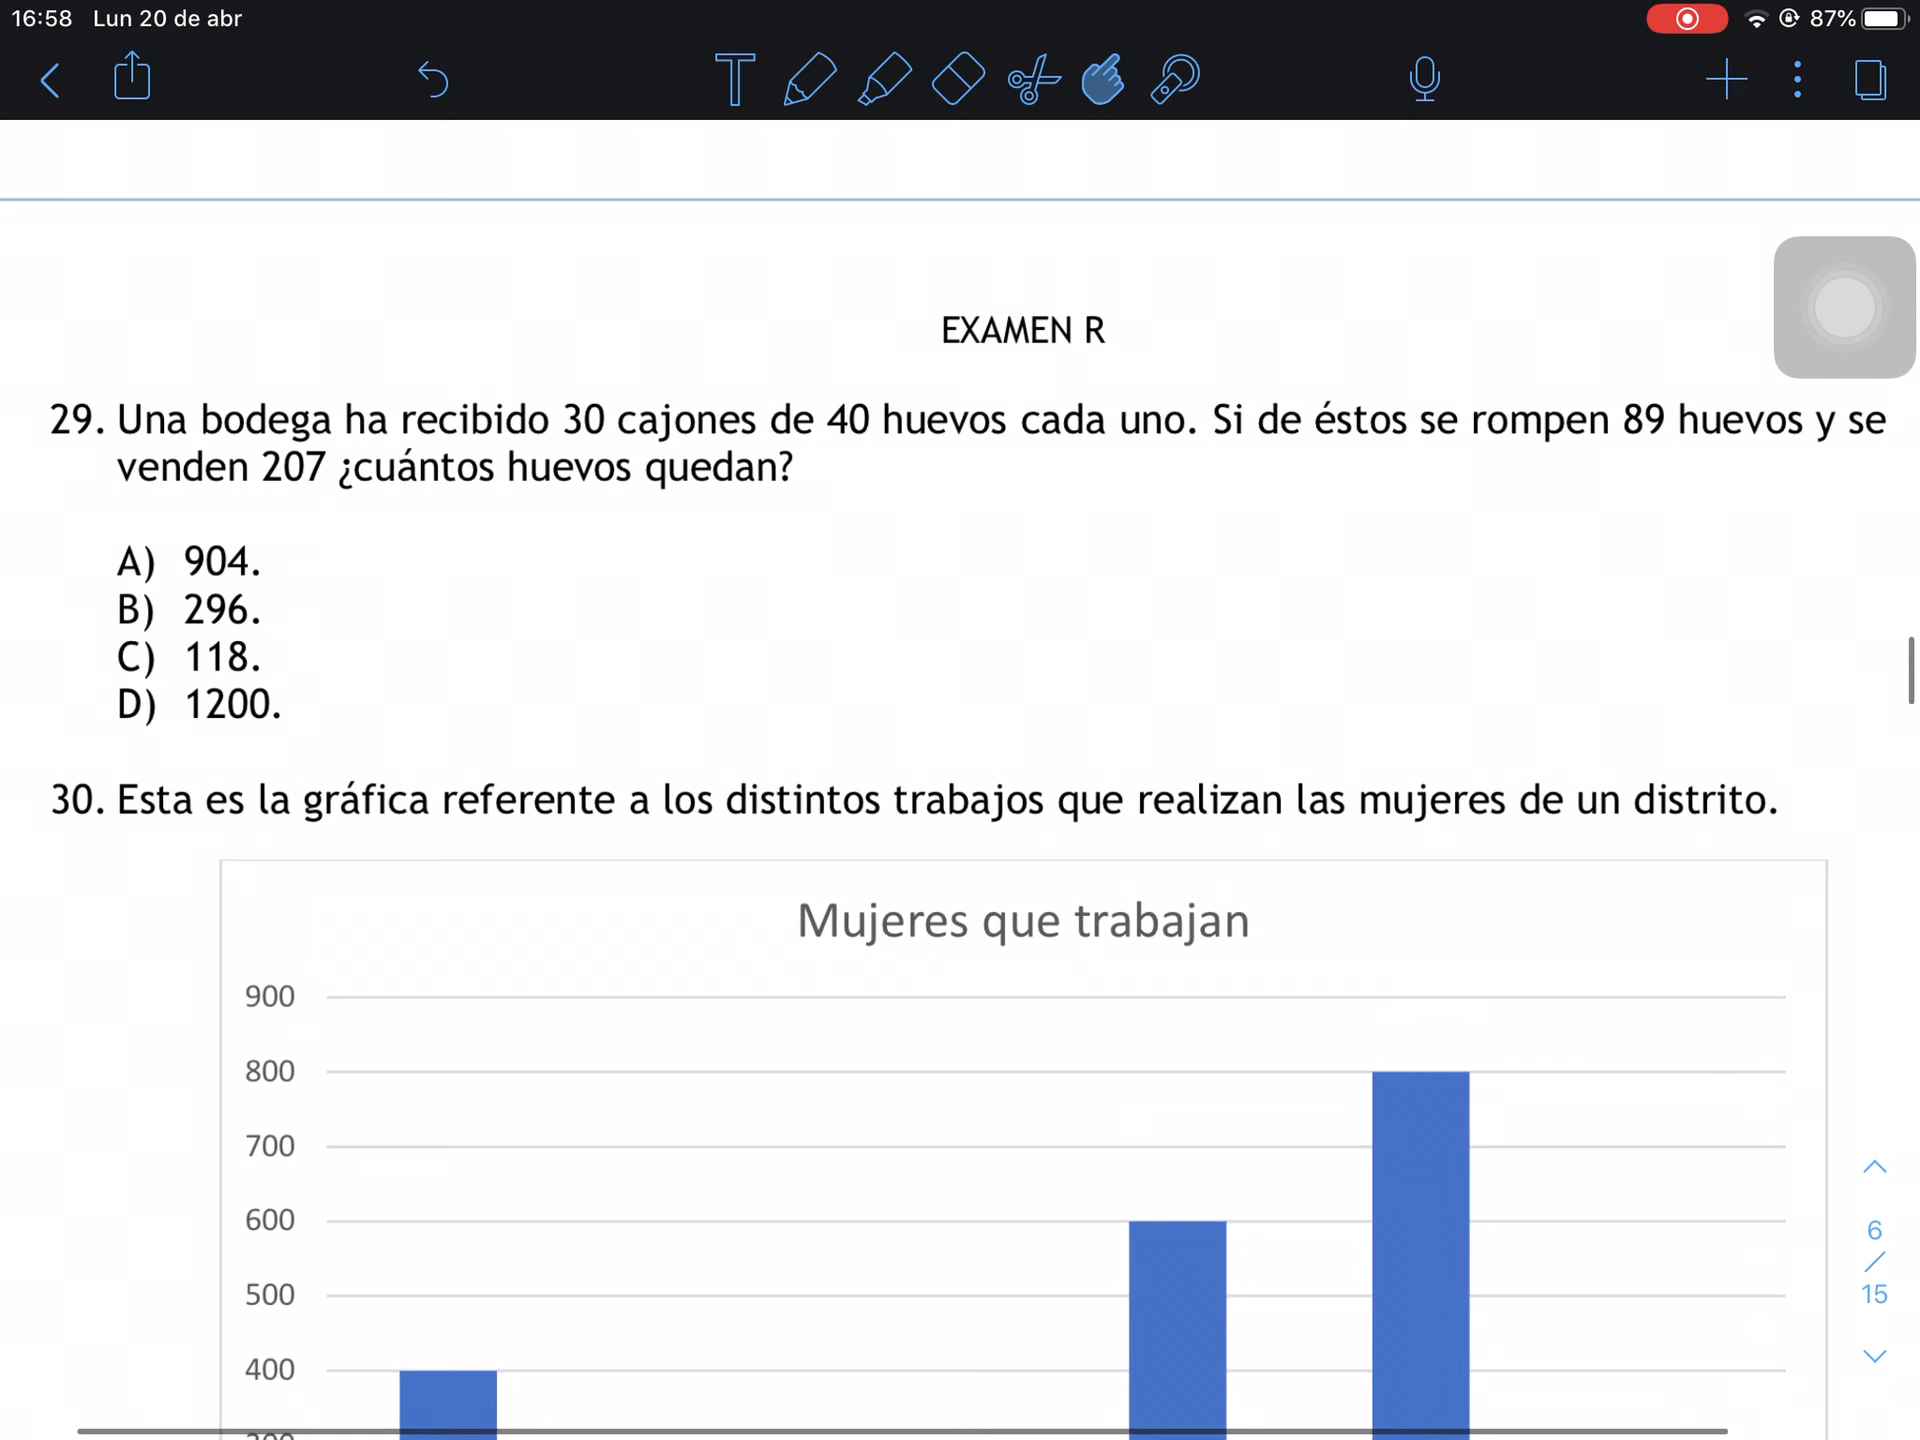 16:58 Lun 20 de abr 87%
EXAMEN R
29. Una bodega ha recibido 30 cajones de 40 huevos cada uno. Si de éstos se rompen 89 huevos y se
venden 207 ¿cuántos huevos quedan?
A) 904.
B) 296.
C) 118.
D) 1200.
30. Esta es la gráfica referente a los distintos trabajos que realizan las mujeres de un distrito.
Mujeres que trabajan
900
800
700
600
500
400
6
/
15